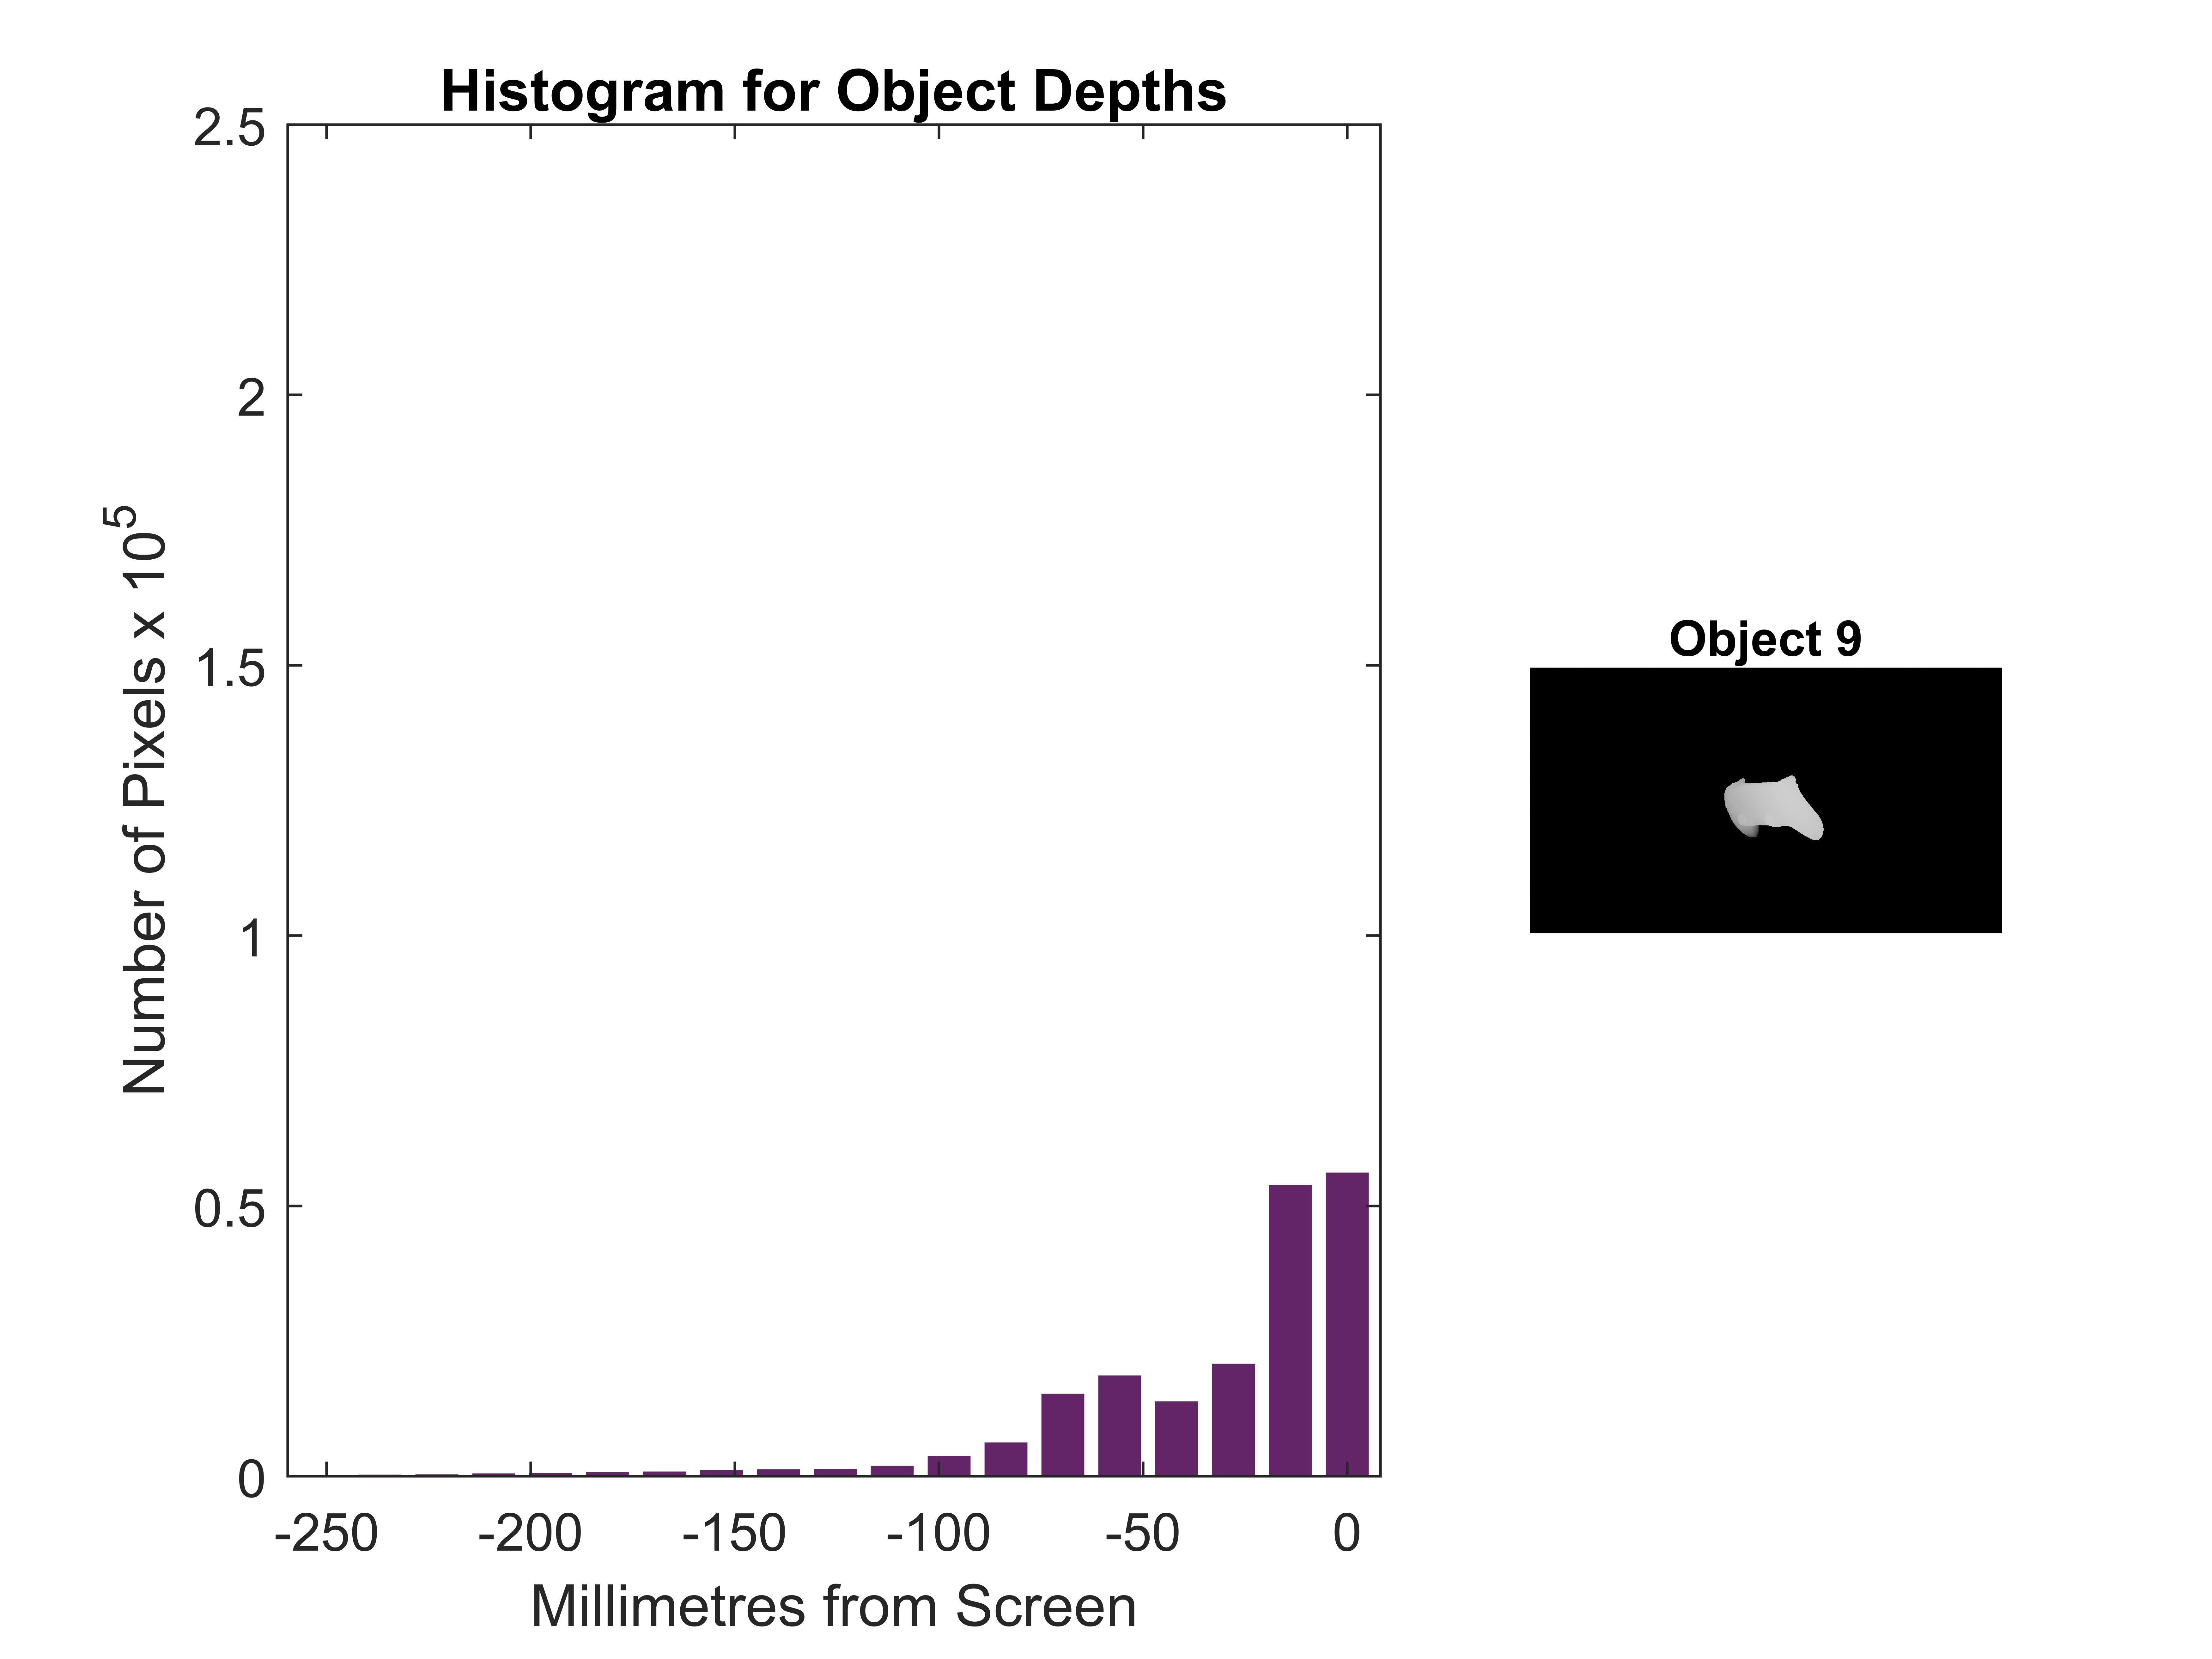 Histogram for Object Depths
2.5
2
1.5
1
0.5
0
Number of Pixels x 10^5
-250 -200 -150 -100 -50 0
Millimetres from Screen
Object 9